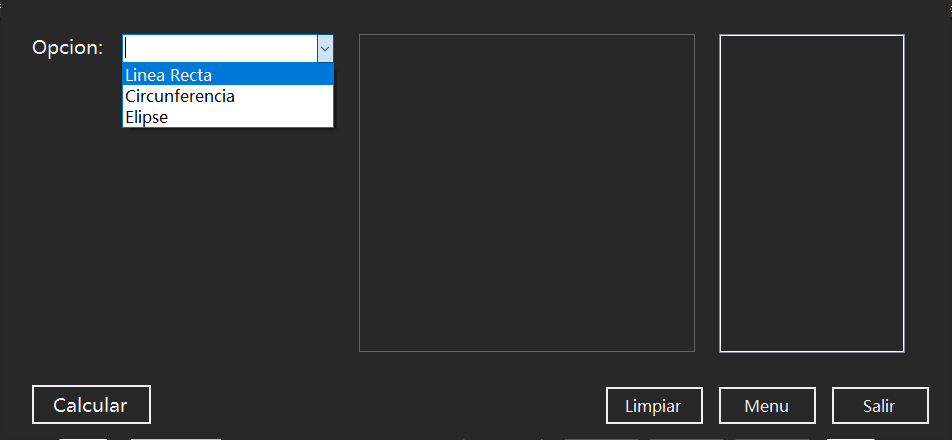 Opcion:
Linea Recta
Circunferencia
Elipse
Calcular
Limpiar
Menu
Salir